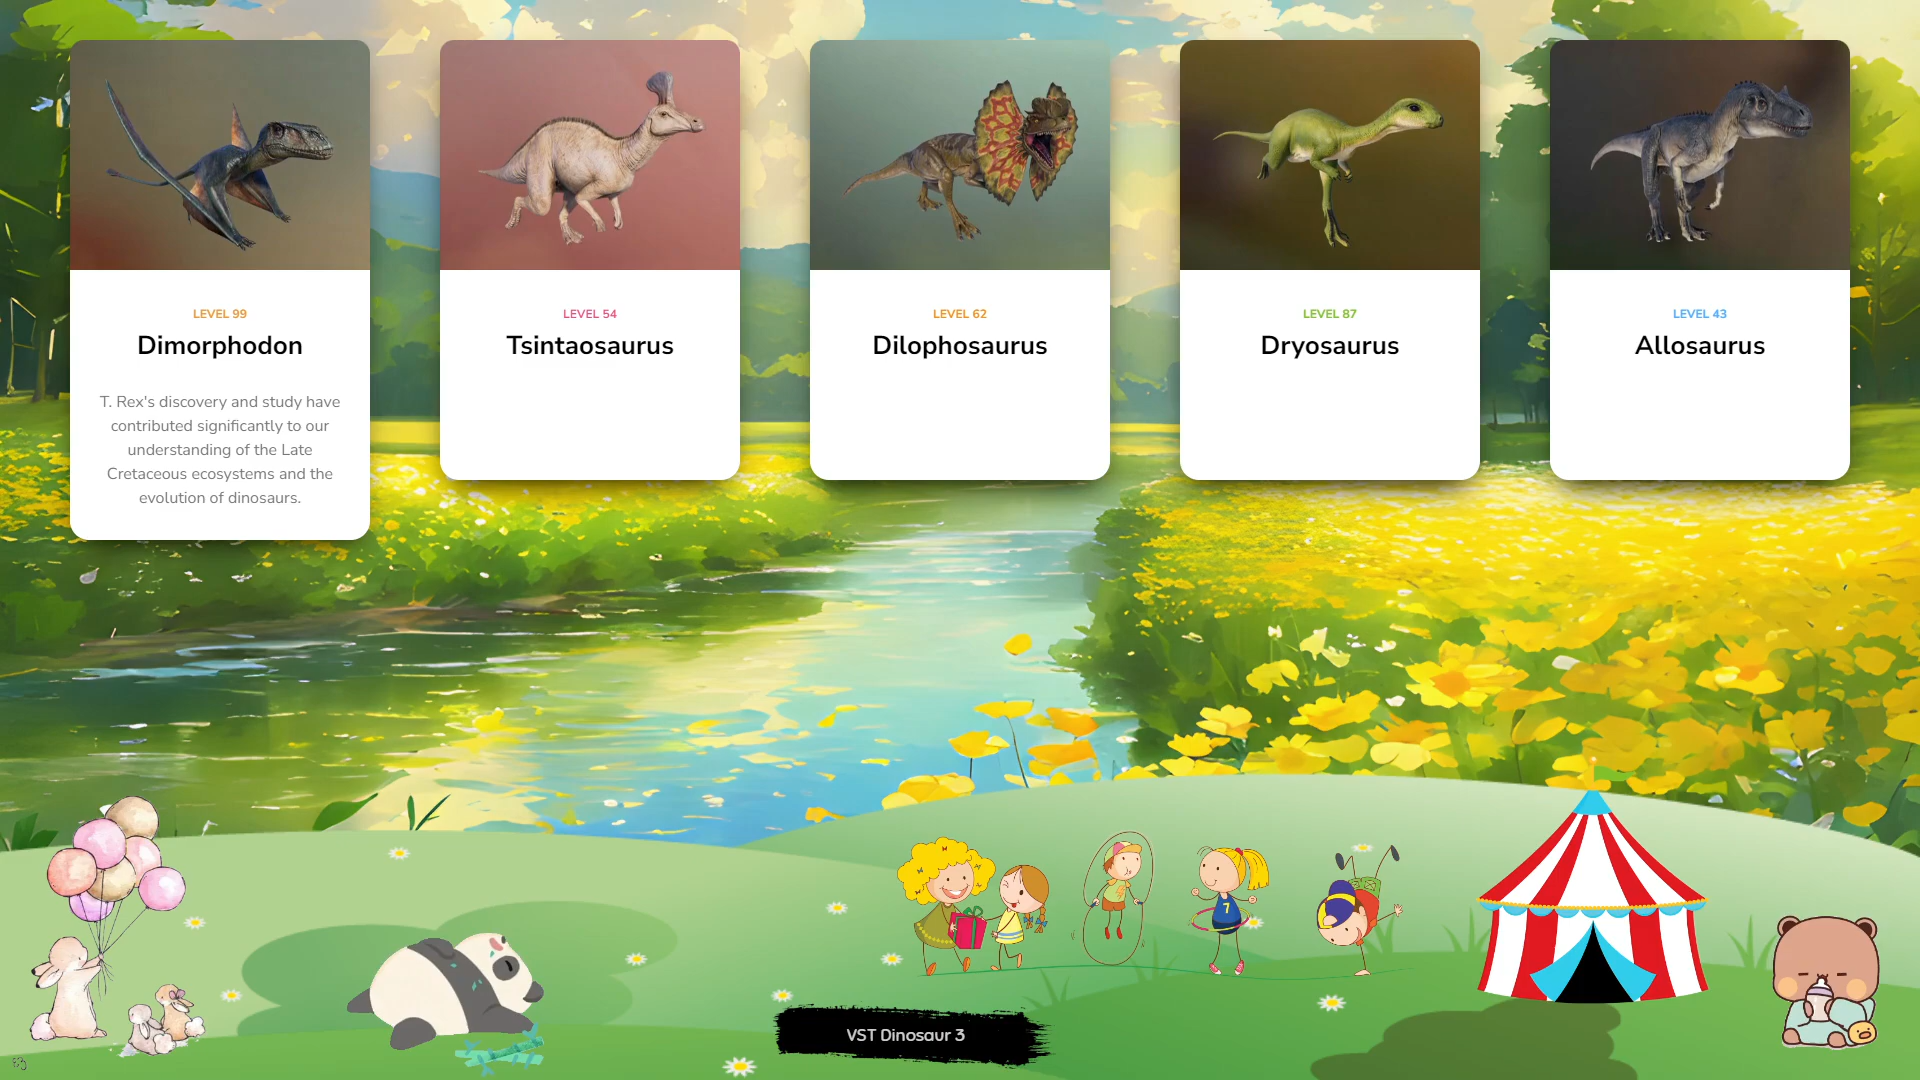 LEVEL 99
Dimorphodon
T. Rex's discovery and study have
contributed significantly to our
understanding of the Late
Cretaceous ecosystems and the
evolution of dinosaurs.
LEVEL 54
Tsintaosaurus
LEVEL 62
Dilophosaurus
LEVEL 87
Dryosaurus
LEVEL 43
Allosaurus
7
VST Dinosaur 3